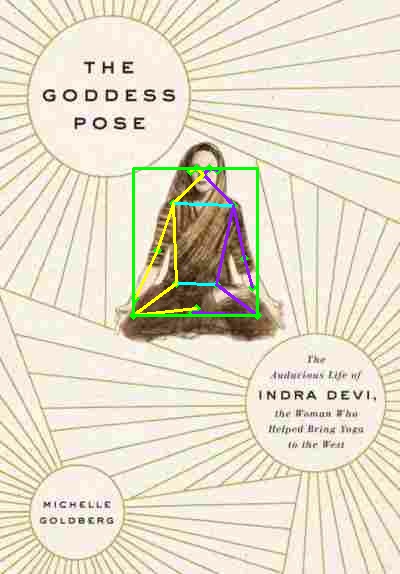 THE
GODDESS
POSE
The
Audacious Life of
INDRA DEVI,
the Woman Who
Helped Bring Yoga
to the West
MICHELLE
GOLDBERG